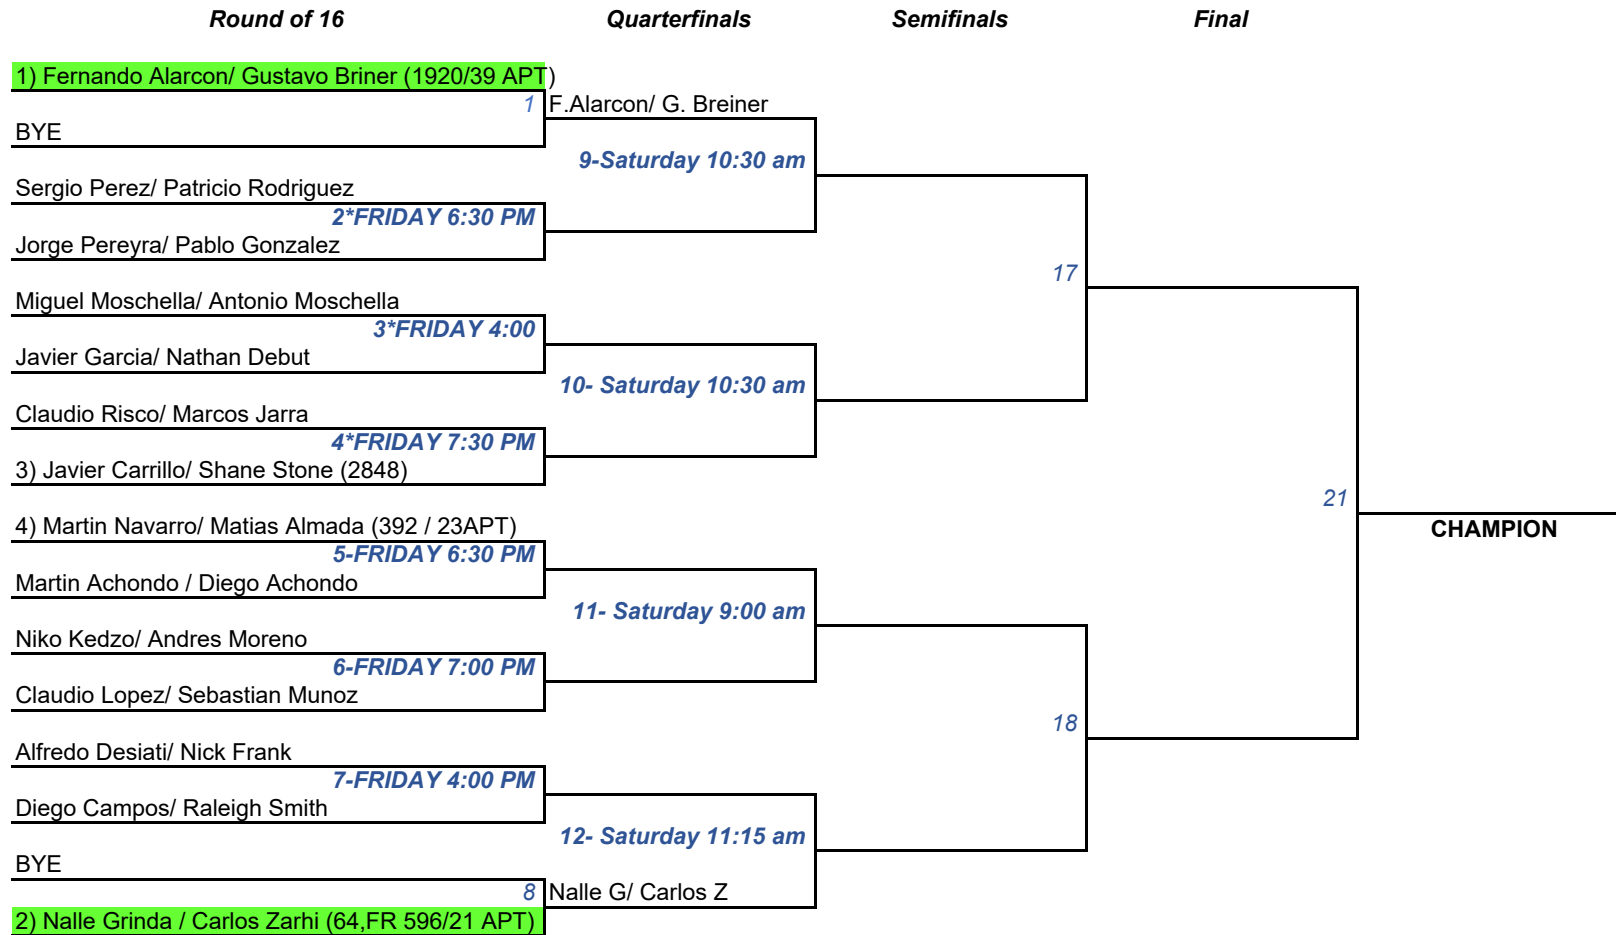 Round of 16 Quarterfinals Semifinals Final
1) Fernando Alarcon/ Gustavo Briner (1920/39 APT)
1 F.Alarcon/ G. Breiner
BYE
9-Saturday 10:30 am
Sergio Perez/ Patricio Rodriguez
2*FRIDAY 6:30 PM
Jorge Pereyra/ Pablo Gonzalez
17
Miguel Moschella/ Antonio Moschella
3*FRIDAY 4:00
Javier Garcia/ Nathan Debut
10- Saturday 10:30 am
Claudio Risco/ Marcos Jarra
4*FRIDAY 7:30 PM
3) Javier Carrillo/ Shane Stone (2848)
21
4) Martin Navarro/ Matias Almada (392 / 23APT)
CHAMPION
5-FRIDAY 6:30 PM
Martin Achondo / Diego Achondo
11- Saturday 9:00 am
Niko Kedzo/ Andres Moreno
6-FRIDAY 7:00 PM
Claudio Lopez/ Sebastian Munoz
18
Alfredo Desiati/ Nick Frank
7-FRIDAY 4:00 PM
Diego Campos/ Raleigh Smith
12- Saturday 11:15 am
BYE
8 Nalle G/ Carlos Z
2) Nalle Grinda / Carlos Zarhi (64,FR 596/21 APT)